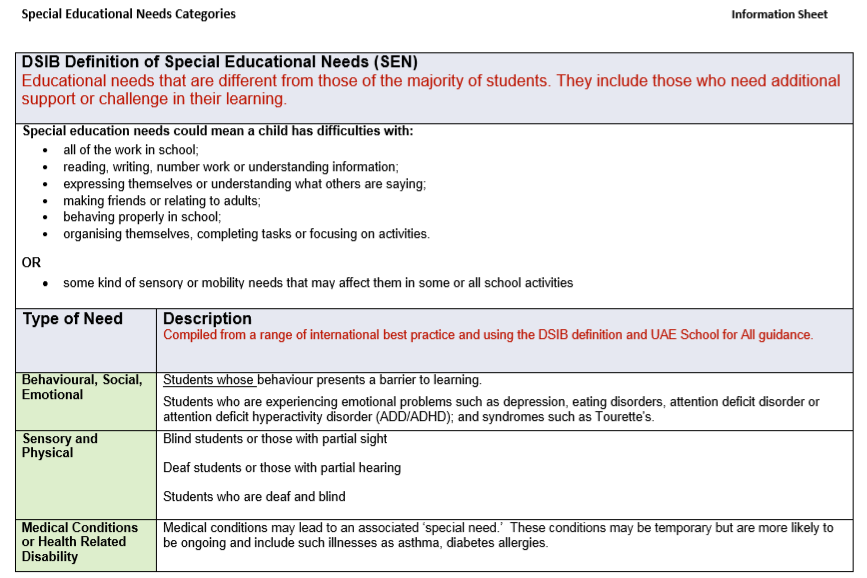 Special Educational Needs Categories
Information Sheet
DSIB Definition of Special Educational Needs (SEN)
Educational needs that are different from those of the majority of students. They include those who need additional
support or challenge in their learning.
Special education needs could mean a child has difficulties with:
• all of the work in school;
• reading, writing, number work or understanding information;
• expressing themselves or understanding what others are saying;
• making friends or relating to adults;
• behaving properly in school;
• organising themselves, completing tasks or focusing on activities.
OR
• some kind of sensory or mobility needs that may affect them in some or all school activities
Type of Need
Description
Compiled from a range of international best practice and using the DSIB definition and UAE School for All guidance.
Behavioural, Social,
Emotional
Students whose behaviour presents a barrier to learning.
Students who are experiencing emotional problems such as depression, eating disorders, attention deficit disorder or
attention deficit hyperactivity disorder (ADD/ADHD); and syndromes such as Tourette's.
Sensory and
Physical
Blind students or those with partial sight
Deaf students or those with partial hearing
Students who are deaf and blind
Medical Conditions
or Health Related
Disability
Medical conditions may lead to an associated 'special need.' These conditions may be temporary but are more likely to
be ongoing and include such illnesses as asthma, diabetes allergies.